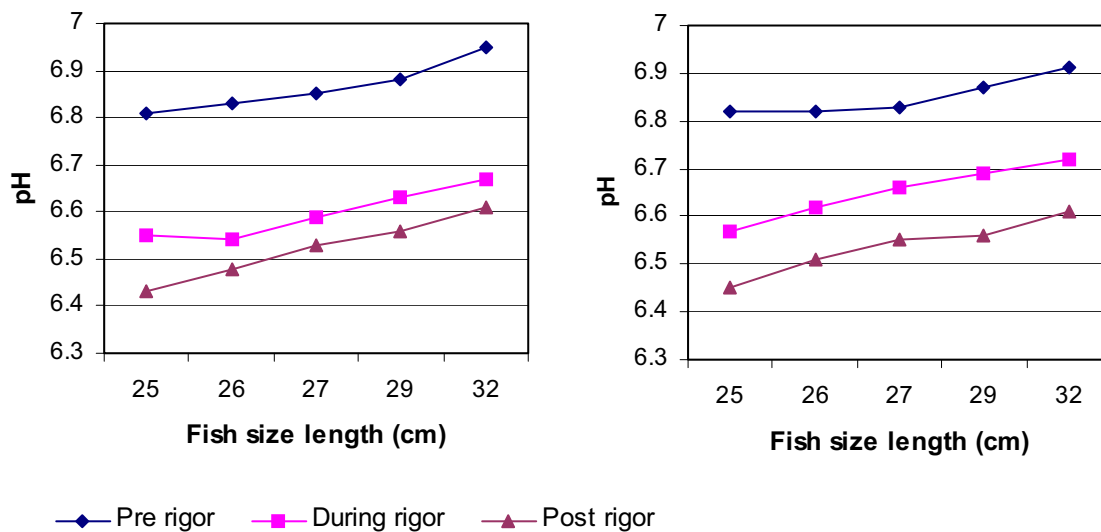 7
6.9
6.8
6.7
6.6
6.5
6.4
6.3
pH
25 26 27 29 32
Fish size length (cm)
7
6.9
6.8
6.7
6.6
6.5
6.4
6.3
pH
25 26 27 29 32
Fish size length (cm)
Pre rigor During rigor Post rigor